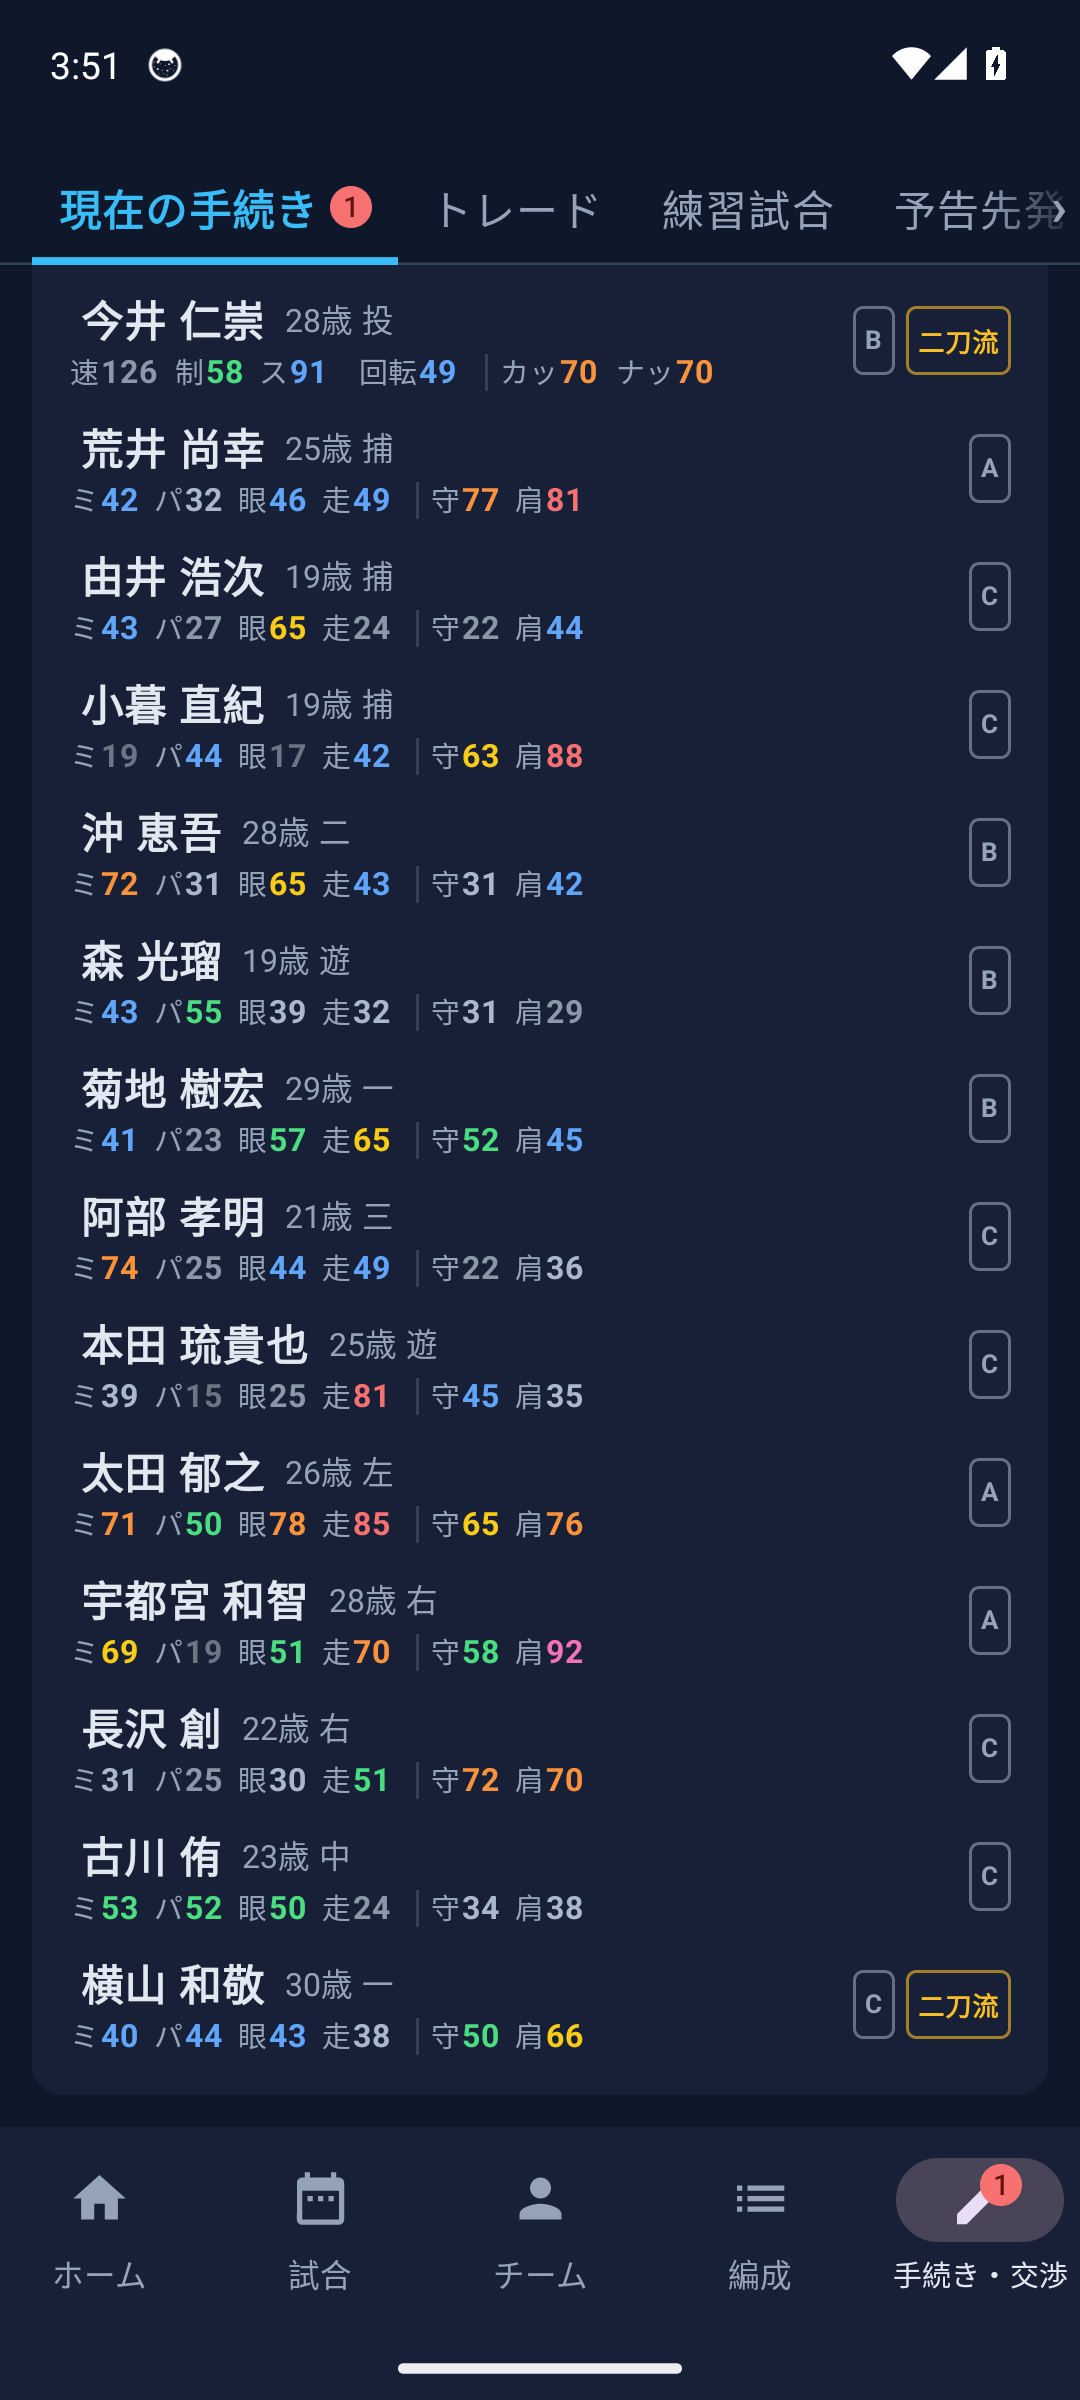 3:51
現在の手続き 1 トレード 練習試合 予告先発
今井 仁崇 28歳 投 B 二刀流
速126 制58 ス91 回転49 カッ70 ナッ70
荒井 尚幸 25歳 捕 A
ミ42 パ32 眼46 走49 守77 肩81
由井 浩次 19歳 捕 C
ミ43 パ27 眼65 走24 守22 肩44
小暮 直紀 19歳 捕 C
ミ19 パ44 眼17 走42 守63 肩88
沖 恵吾 28歳 二 B
ミ72 パ31 眼65 走43 守31 肩42
森 光瑠 19歳 遊 B
ミ43 パ55 眼39 走32 守31 肩29
菊地 樹宏 29歳 一 B
ミ41 パ23 眼57 走65 守52 肩45
阿部 孝明 21歳 三 C
ミ74 パ25 眼44 走49 守22 肩36
本田 琉貴也 25歳 遊 C
ミ39 パ15 眼25 走81 守45 肩35
太田 郁之 26歳 左 A
ミ71 パ50 眼78 走85 守65 肩76
宇都宮 和智 28歳 右 A
ミ69 パ19 眼51 走70 守58 肩92
長沢 創 22歳 右 C
ミ31 パ25 眼30 走51 守72 肩70
古川 侑 23歳 中 C
ミ53 パ52 眼50 走24 守34 肩38
横山 和敬 30歳 一 C 二刀流
ミ40 パ44 眼43 走38 守50 肩66
1
ホーム 試合 チーム 編成 手続き・交渉